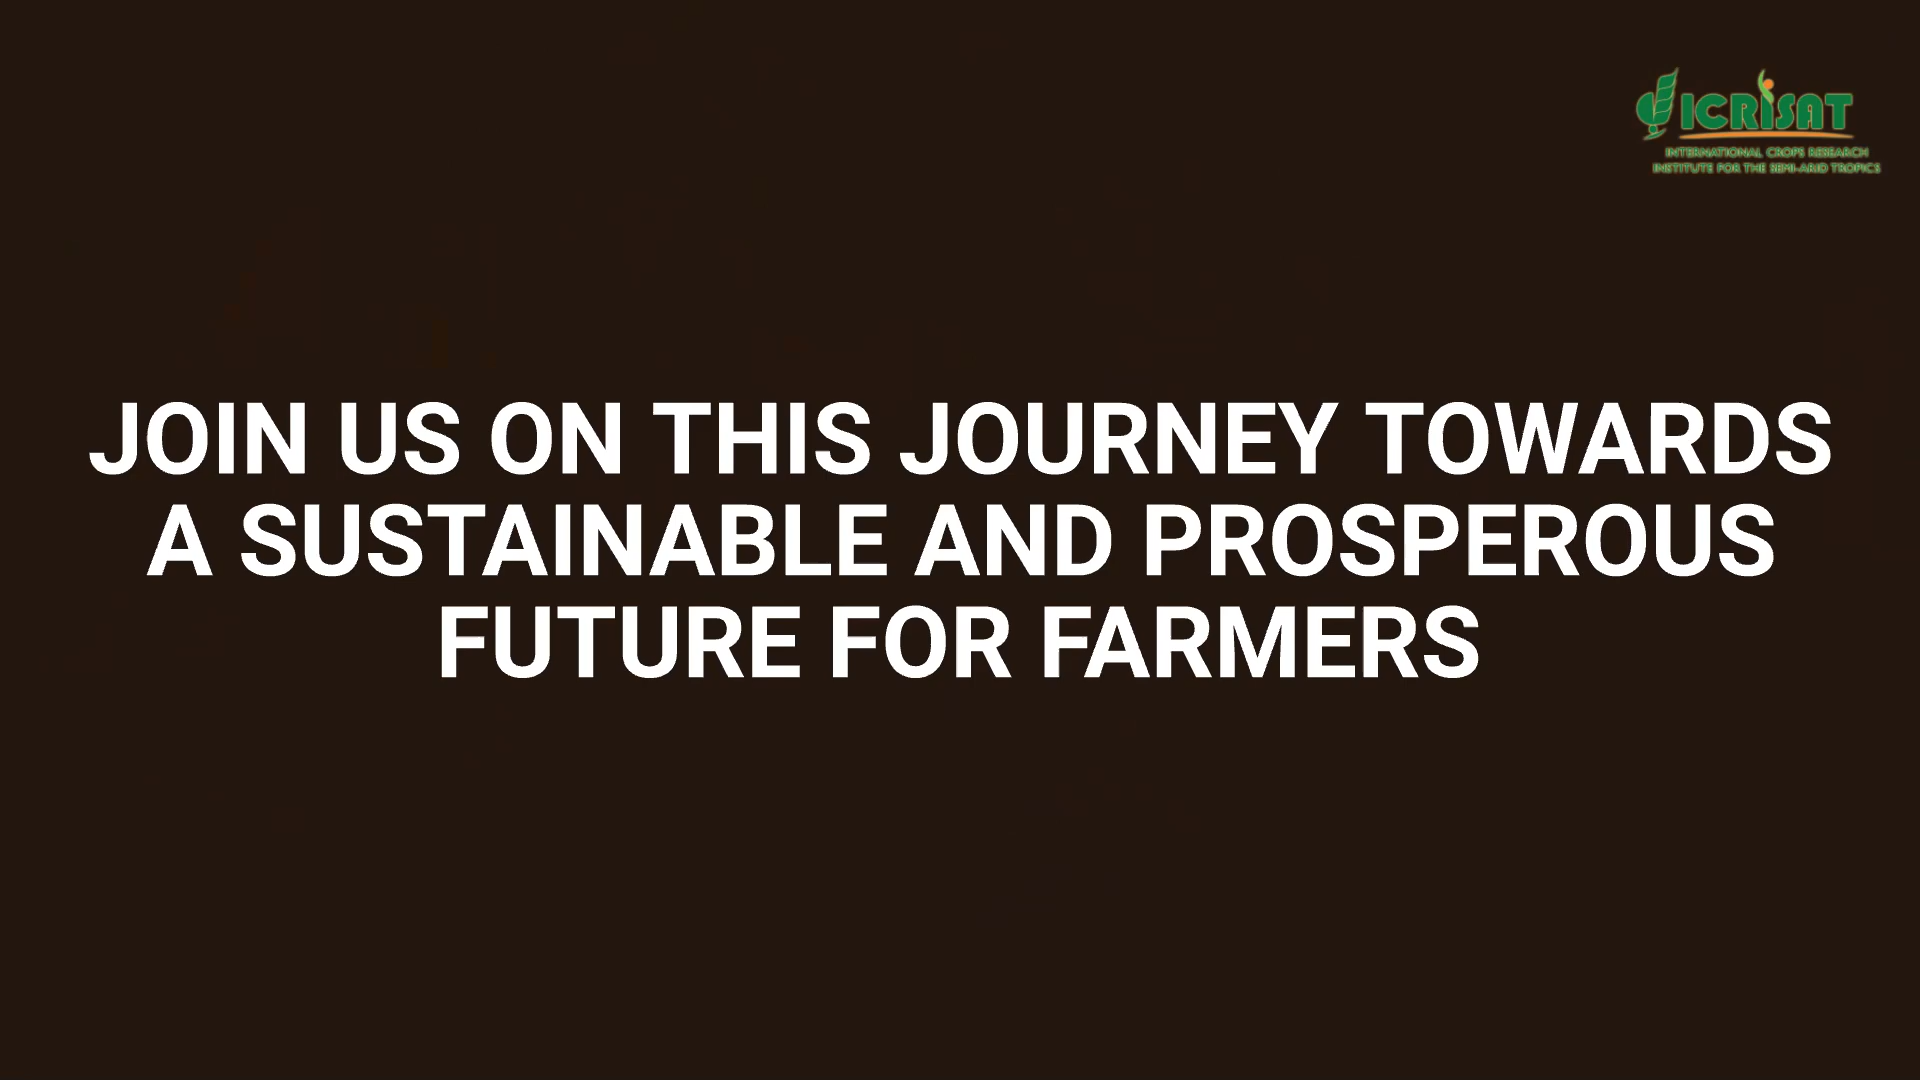 ICRISAT
INTERNATIONAL CROPS RESEARCH
INSTITUTE FOR THE SEMI-ARID TROPICS
JOIN US ON THIS JOURNEY TOWARDS
A SUSTAINABLE AND PROSPEROUS
FUTURE FOR FARMERS